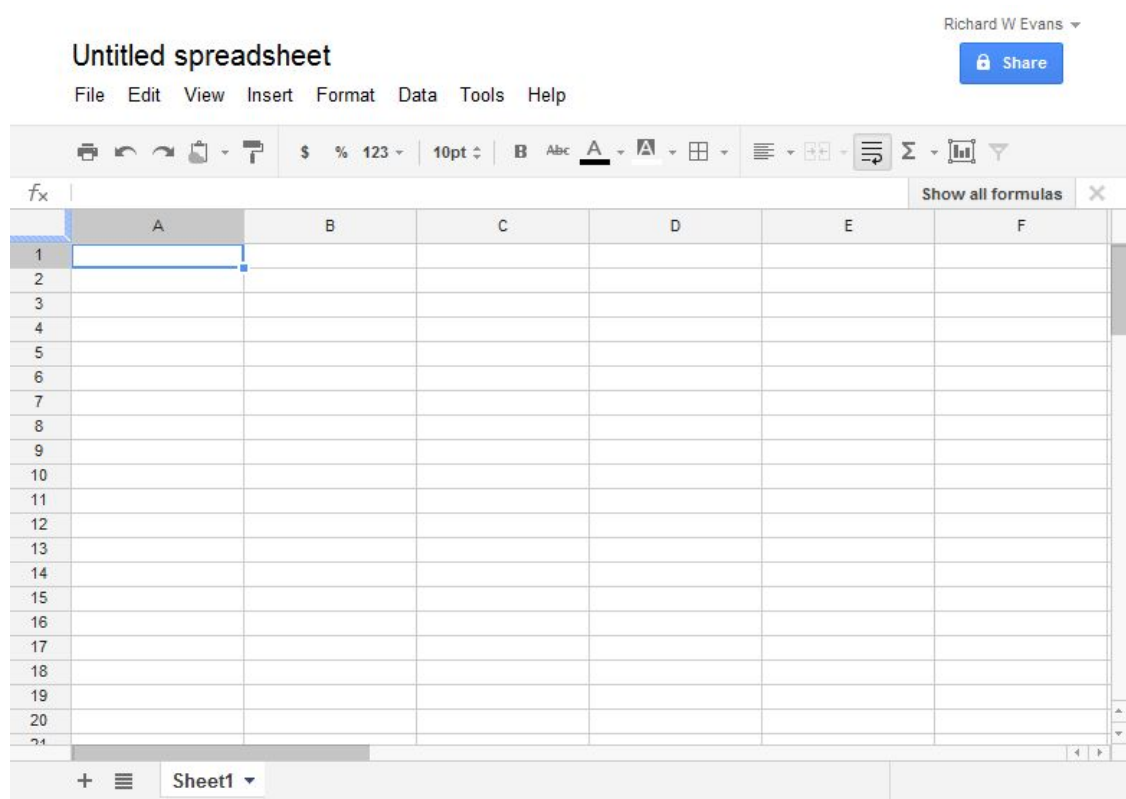 Richard W Evans
Untitled spreadsheet
Share
File Edit View Insert Format Data Tools Help
$ % 123 10pt B Abc A A Σ
fx Show all formulas
A B C D E F
1
2
3
4
5
6
7
8
9
10
11
12
13
14
15
16
17
18
19
20
21
+ Sheet1